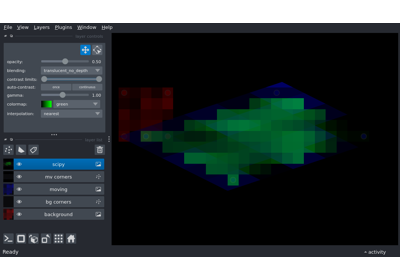 File View Layers Plugins Window Help
opacity: 0.50
blending: translucent_no_depth
contrast limits:
auto-contrast: once continuous
gamma: 1.00
colormap: green
interpolation: nearest
scipy
mv corners
moving
bg corners
background
Ready
activity